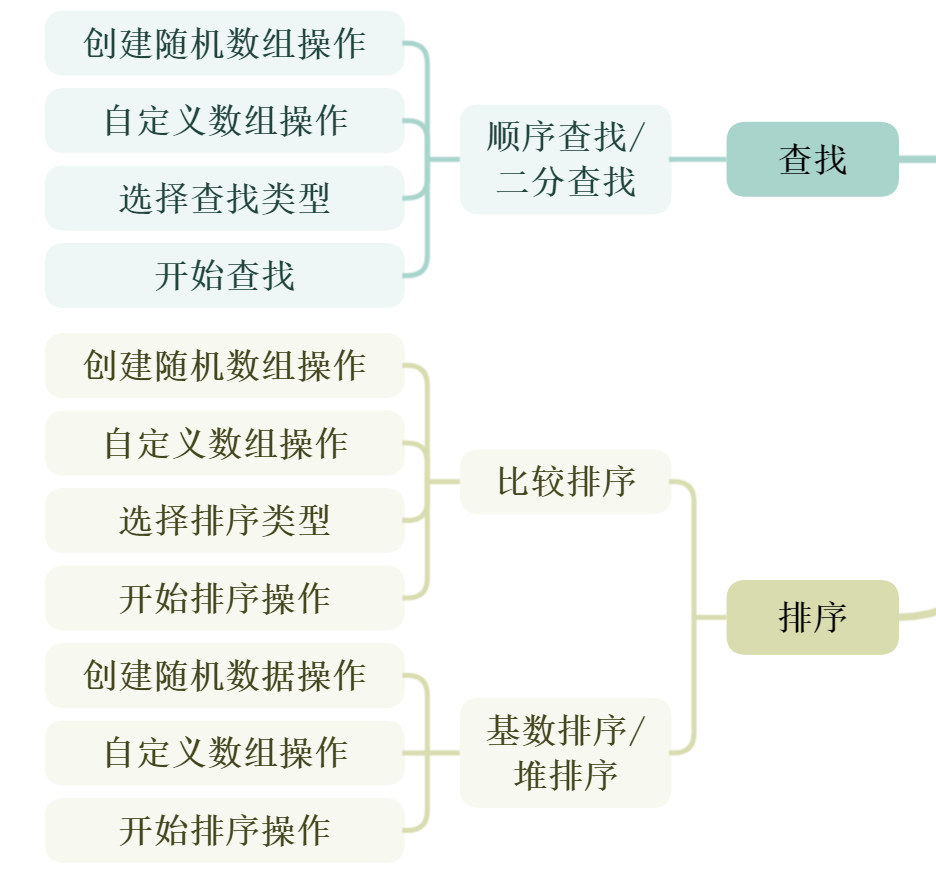 创建随机数组操作
自定义数组操作
选择查找类型
开始查找
顺序查找/
二分查找
查找
创建随机数组操作
自定义数组操作
选择排序类型
开始排序操作
比较排序
排序
创建随机数据操作
自定义数组操作
开始排序操作
基数排序/
堆排序